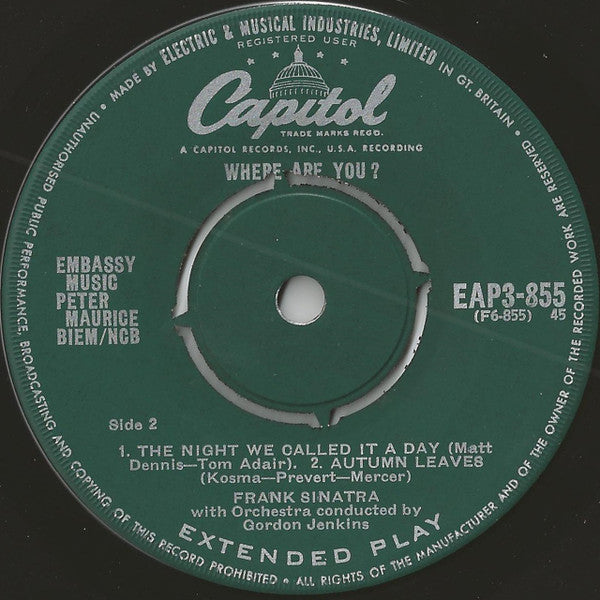 MADE BY ELECTRIC & MUSICAL INDUSTRIES, LIMITED IN GT. BRITAIN • ALL RIGHTS OF THE MANUFACTURER AND OF THE OWNER OF THE RECORDED WORK ARE RESERVED •
UNAUTHORISED PUBLIC PERFORMANCE, BROADCASTING AND COPYING OF THIS RECORD PROHIBITED •
REGISTERED USER
Capitol
TRADE MARKS REGD.
A CAPITOL RECORDS, INC., U.S.A. RECORDING
WHERE ARE YOU?
EMBASSY
MUSIC
PETER
MAURICE
BIEM/NCB
EAP3-855
(F6-855) 45
Side 2
1. THE NIGHT WE CALLED IT A DAY (Matt
Dennis—Tom Adair). 2. AUTUMN LEAVES
(Kosma—Prevert—Mercer)
FRANK SINATRA
with Orchestra conducted by
Gordon Jenkins
EXTENDED PLAY